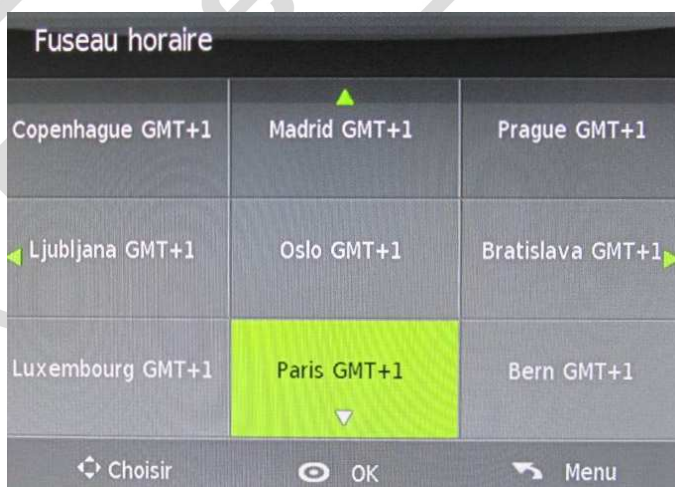 Fuseau horaire
Copenhague GMT+1
Madrid GMT+1
Prague GMT+1
Ljubljana GMT+1
Oslo GMT+1
Bratislava GMT+1
Luxembourg GMT+1
Paris GMT+1
Bern GMT+1
Choisir
OK
Menu